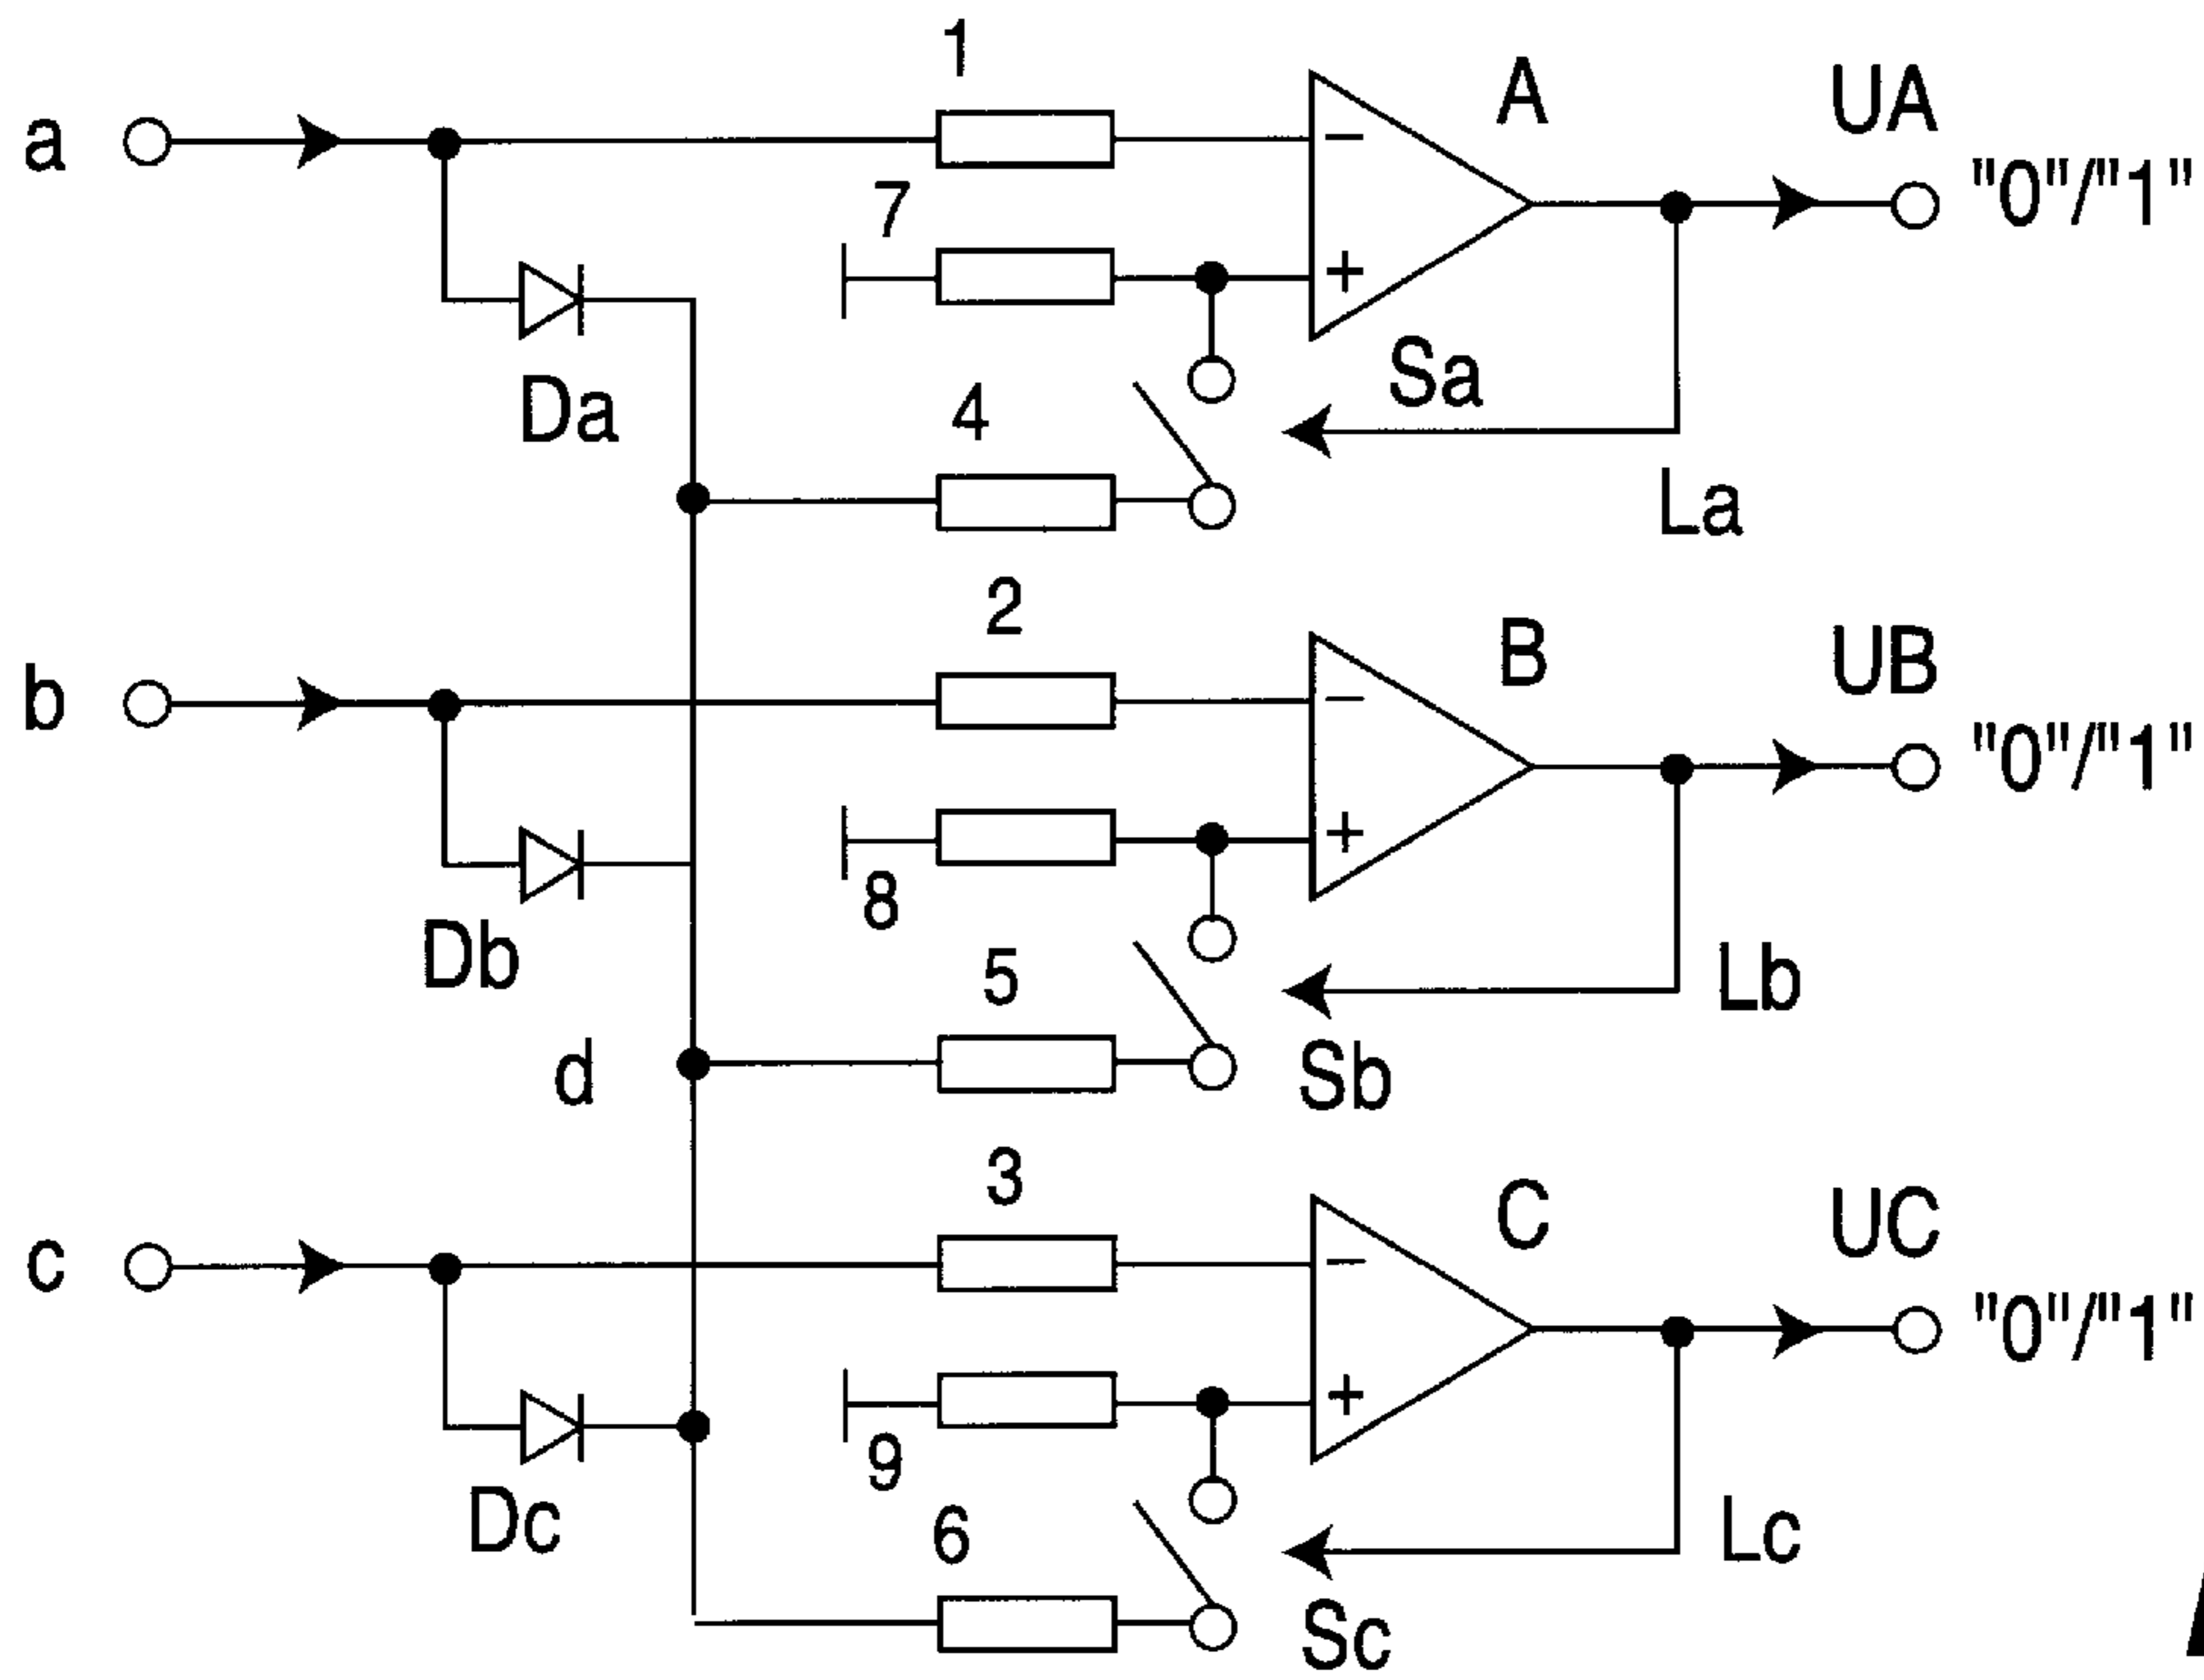 1
A
UA
a
"0"/"1"
−
7
+
Da
4
Sa
La
2
B
UB
b
"0"/"1"
−
8
+
Db
5
Lb
d
Sb
3
C
UC
c
"0"/"1"
−
9
+
Dc
6
Lc
Sc